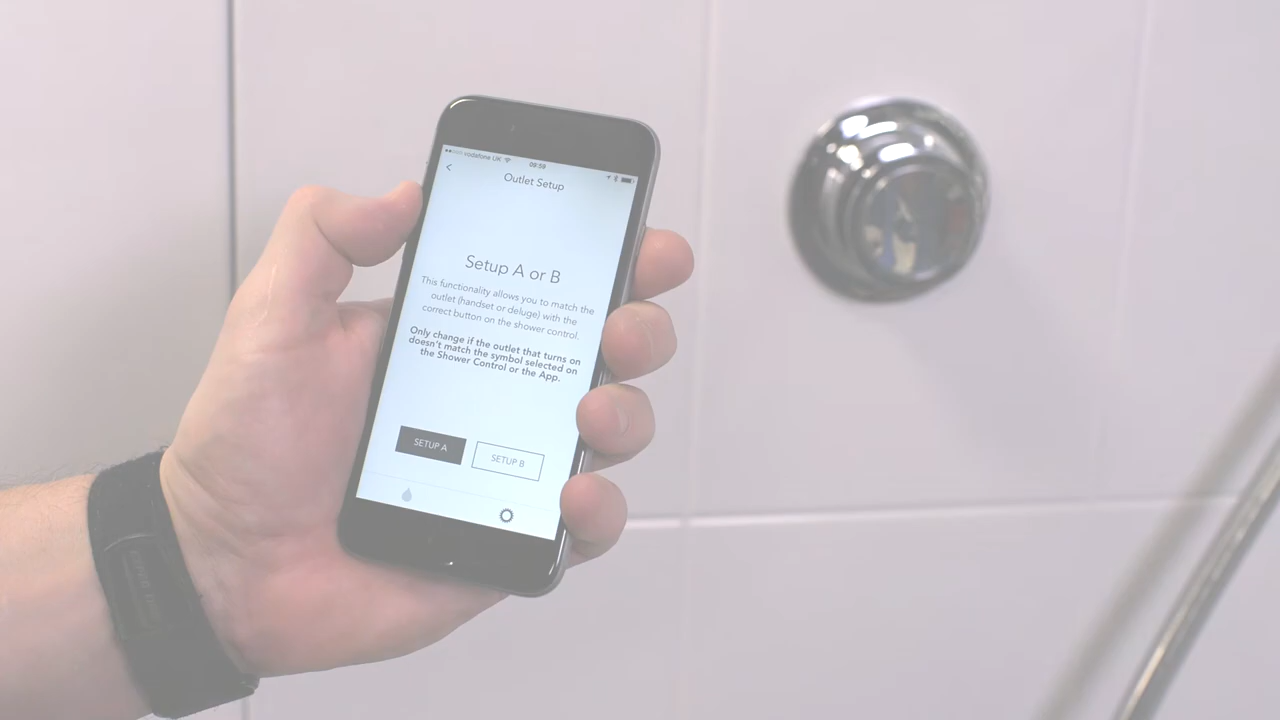 vodafone UK 09:59
Outlet Setup
Setup A or B
This functionality allows you to match the
outlet (handset or deluge) with the
correct button on the shower control.
Only change if the outlet that turns on
doesn't match the symbol selected on
the Shower Control or the App.
SETUP A SETUP B